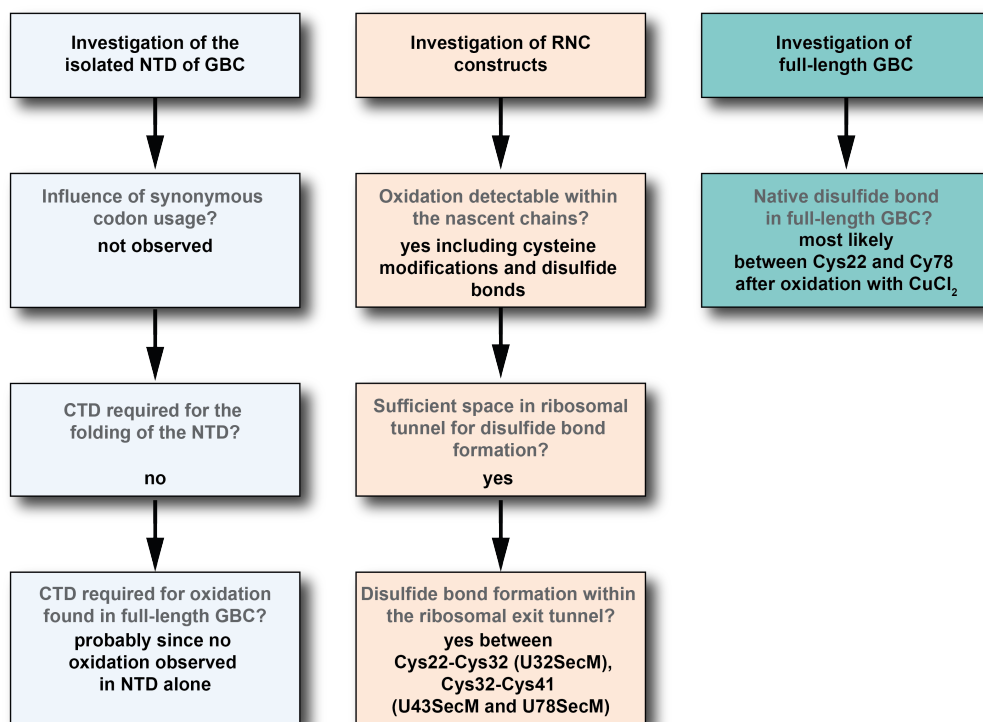 Investigation of the
isolated NTD of GBC
Influence of synonymous
codon usage?
not observed
CTD required for the
folding of the NTD?
no
CTD required for oxidation
found in full-length GBC?
probably since no
oxidation observed
in NTD alone
Investigation of RNC
constructs
Oxidation detectable within
the nascent chains?
yes including cysteine
modifications and disulfide
bonds
Sufficient space in ribosomal
tunnel for disulfide bond
formation?
yes
Disulfide bond formation within
the ribosomal exit tunnel?
yes between
Cys22-Cys32 (U32SecM),
Cys32-Cys41
(U43SecM and U78SecM)
Investigation of
full-length GBC
Native disulfide bond
in full-length GBC?
most likely
between Cys22 and Cy78
after oxidation with CuCl₂